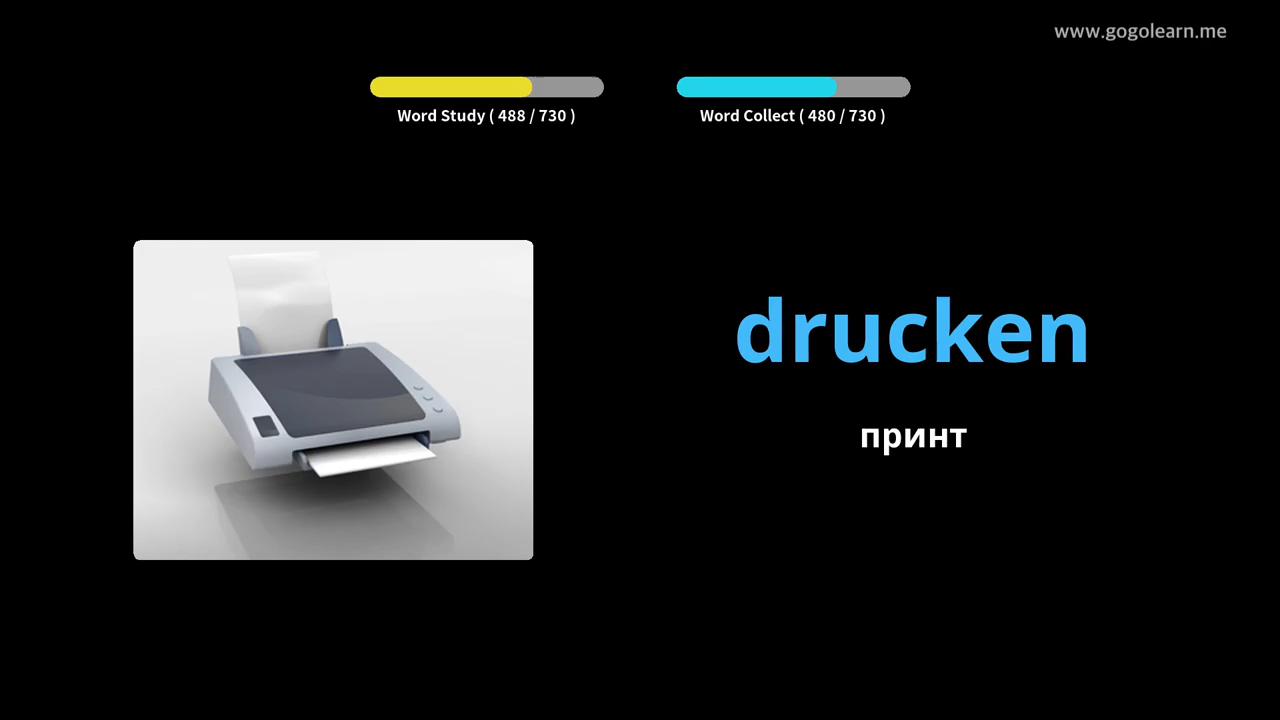 www.gogolearn.me
Word Study ( 488 / 730 )
Word Collect ( 480 / 730 )
drucken
принт